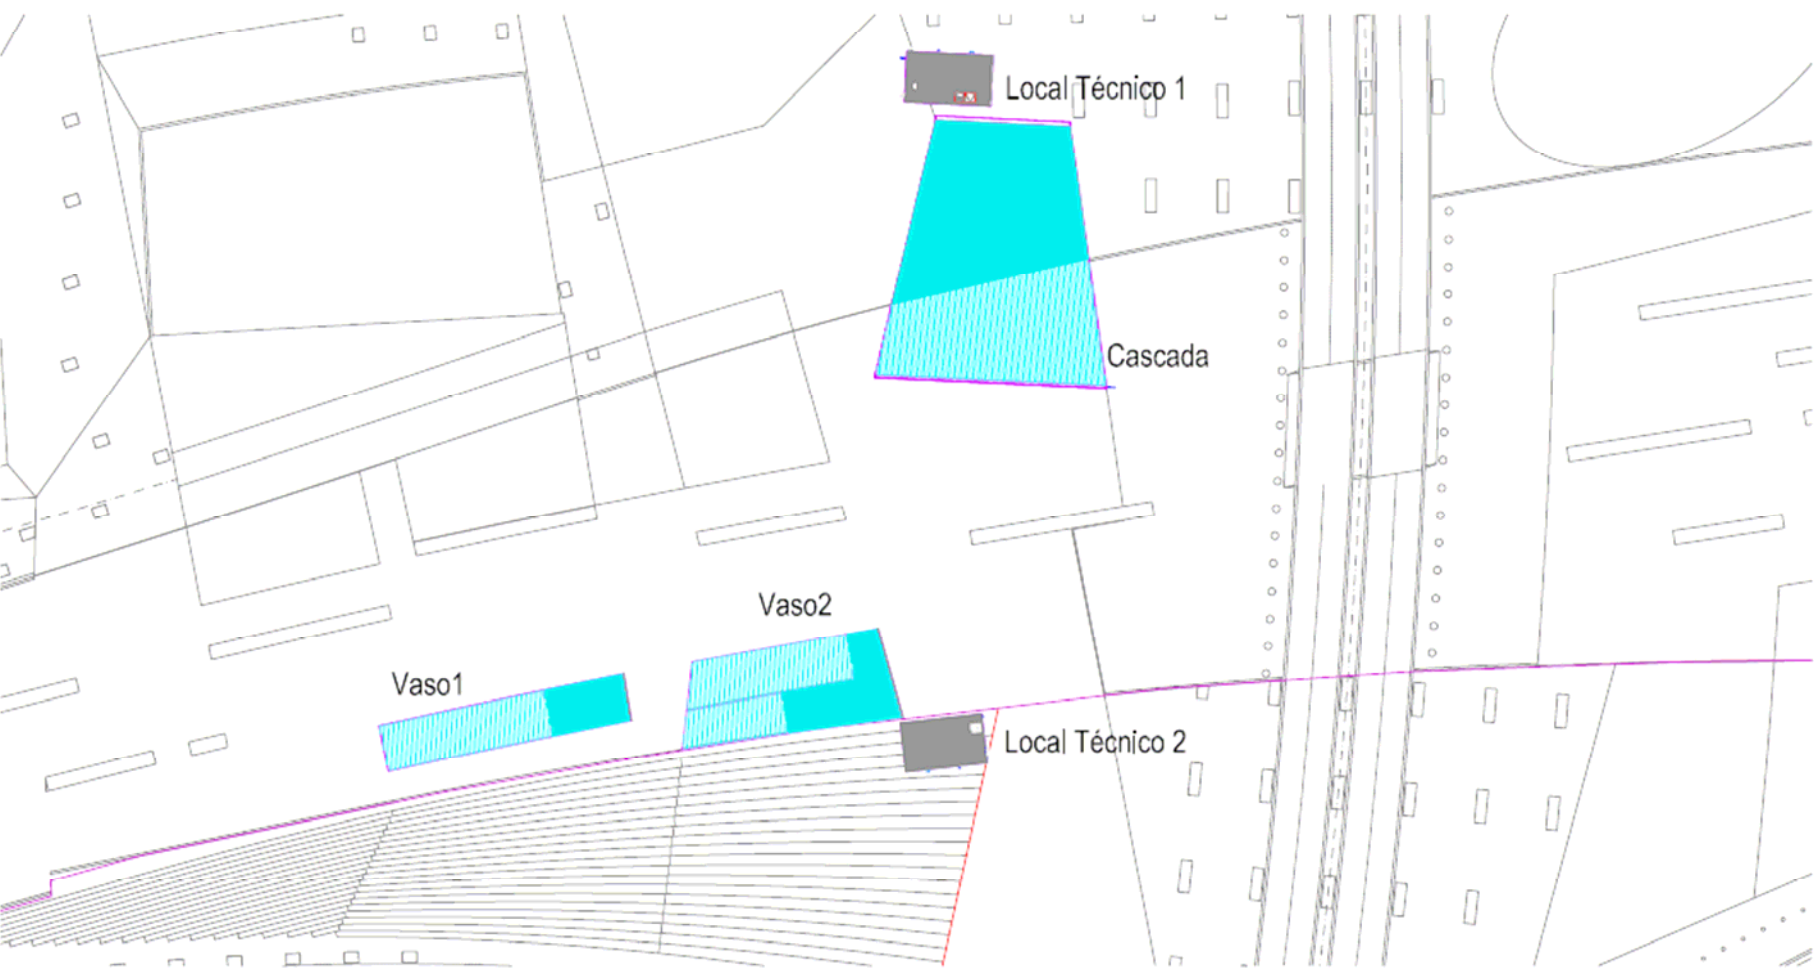 Local Técnico 1
Cascada
Vaso2
Vaso1
Local Técnico 2